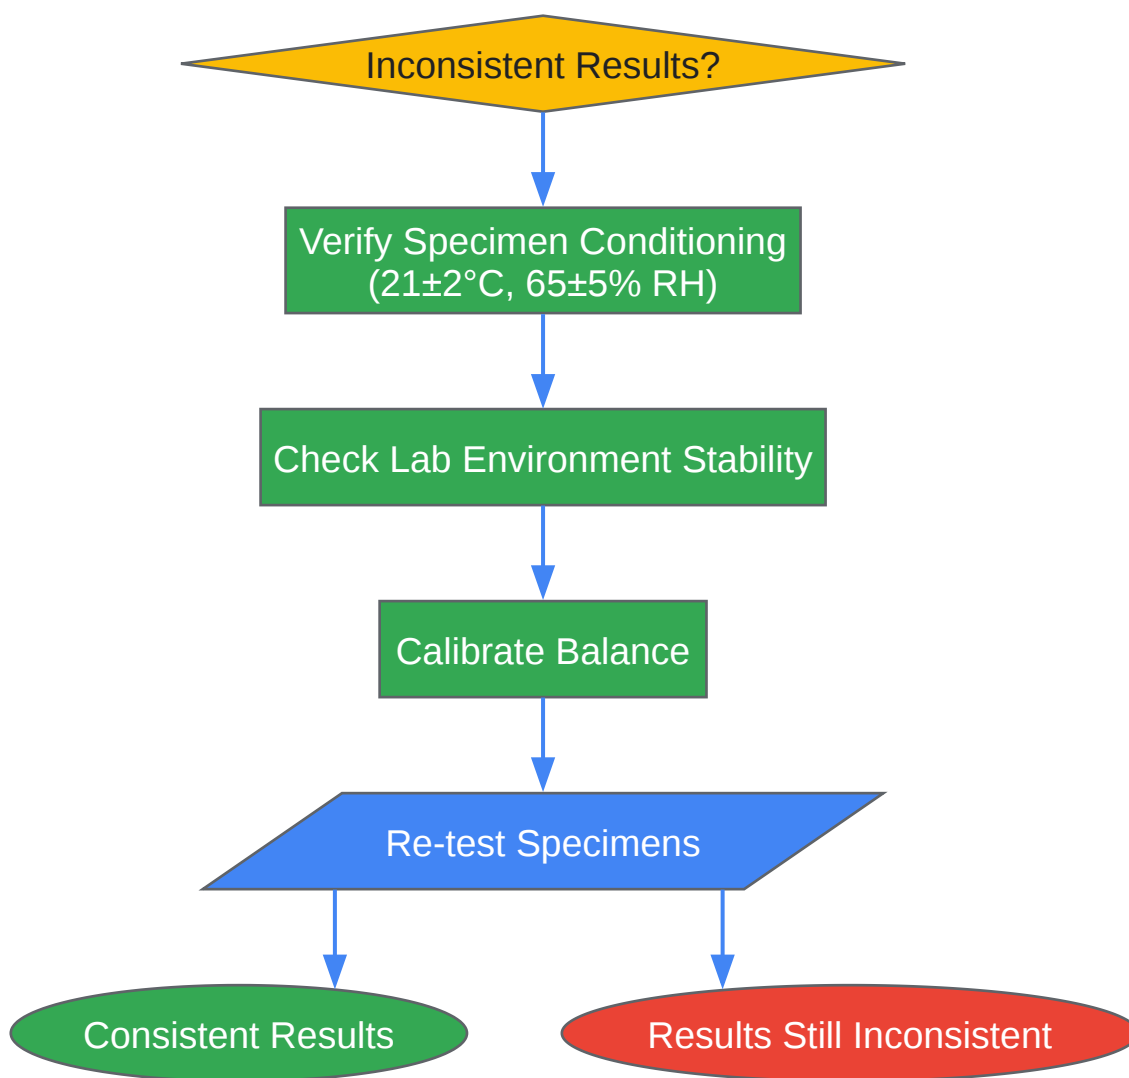 Inconsistent Results?
Verify Specimen Conditioning
(21±2°C, 65±5% RH)
Check Lab Environment Stability
Calibrate Balance
Re-test Specimens
Consistent Results
Results Still Inconsistent